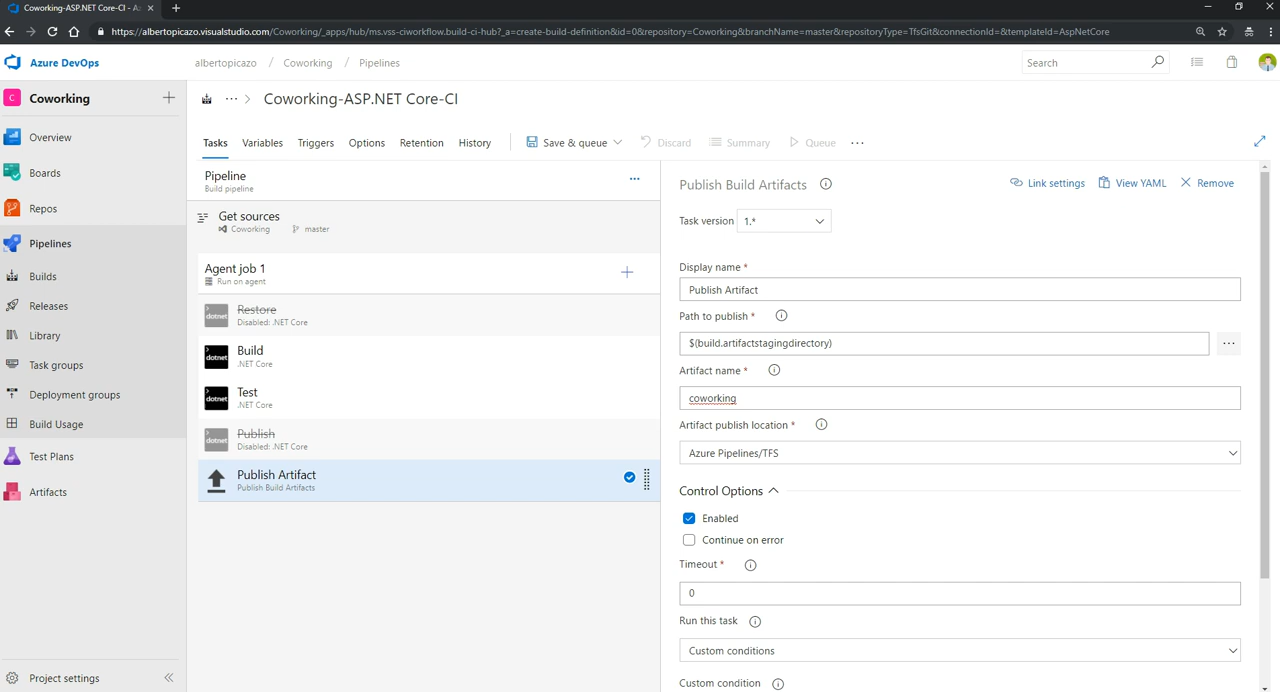 Coworking-ASP.NET Core-CI - A
https://albertopicazo.visualstudio.com/Coworking/_apps/hub/ms.vss-ciworkflow.build-ci-hub?_a=create-build-definition&id=0&repository=Coworking&branchName=master&repositoryType=TfsGit&connectionId=&templateId=AspNetCore
Azure DevOps
albertopicazo / Coworking / Pipelines
Search
C Coworking
... > Coworking-ASP.NET Core-CI
Overview
Boards
Repos
Pipelines
Builds
Releases
Library
Task groups
Deployment groups
Build Usage
Test Plans
Artifacts
Project settings
Tasks Variables Triggers Options Retention History Save & queue Discard Summary Queue ...
Pipeline
Build pipeline
Get sources
Coworking master
Agent job 1
Run on agent
dotnet Restore
Disabled: .NET Core
dotnet Build
.NET Core
dotnet Test
.NET Core
dotnet Publish
Disabled: .NET Core
Publish Artifact
Publish Build Artifacts
Publish Build Artifacts
Link settings View YAML Remove
Task version 1.*
Display name *
Publish Artifact
Path to publish *
$(build.artifactstagingdirectory)
Artifact name *
coworking
Artifact publish location *
Azure Pipelines/TFS
Control Options
Enabled
Continue on error
Timeout *
0
Run this task
Custom conditions
Custom condition